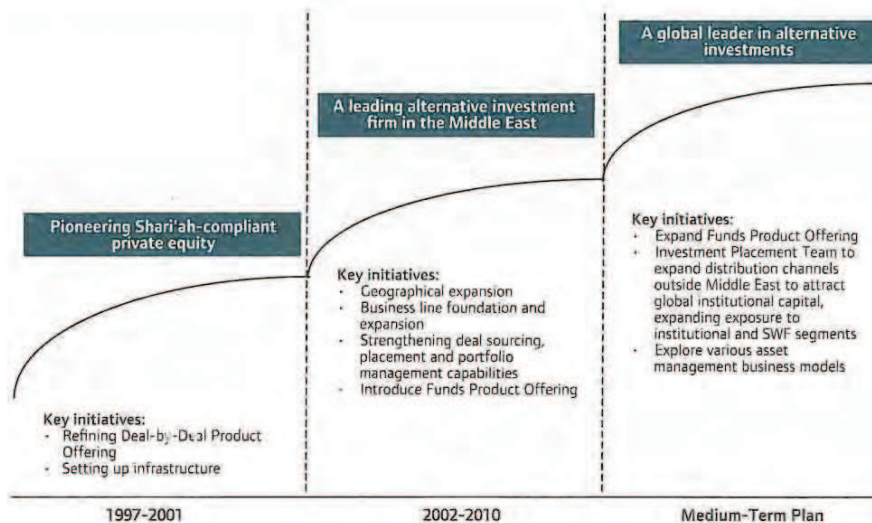 Pioneering Shari'ah-compliant
private equity
Key initiatives:
· Refining Deal-by-Deal Product
Offering
· Setting up infrastructure
1997-2001
A leading alternative investment
firm in the Middle East
Key initiatives:
· Geographical expansion
· Business line foundation and
expansion
· Strengthening deal sourcing,
placement and portfolio
management capabilities
· Introduce Funds Product Offering
2002-2010
A global leader in alternative
investments
Key initiatives:
· Expand Funds Product Offering
· Investment Placement Team to
expand distribution channels
outside Middle East to attract
global institutional capital,
expanding exposure to
institutional and SWF segments
· Explore various asset
management business models
Medium-Term Plan